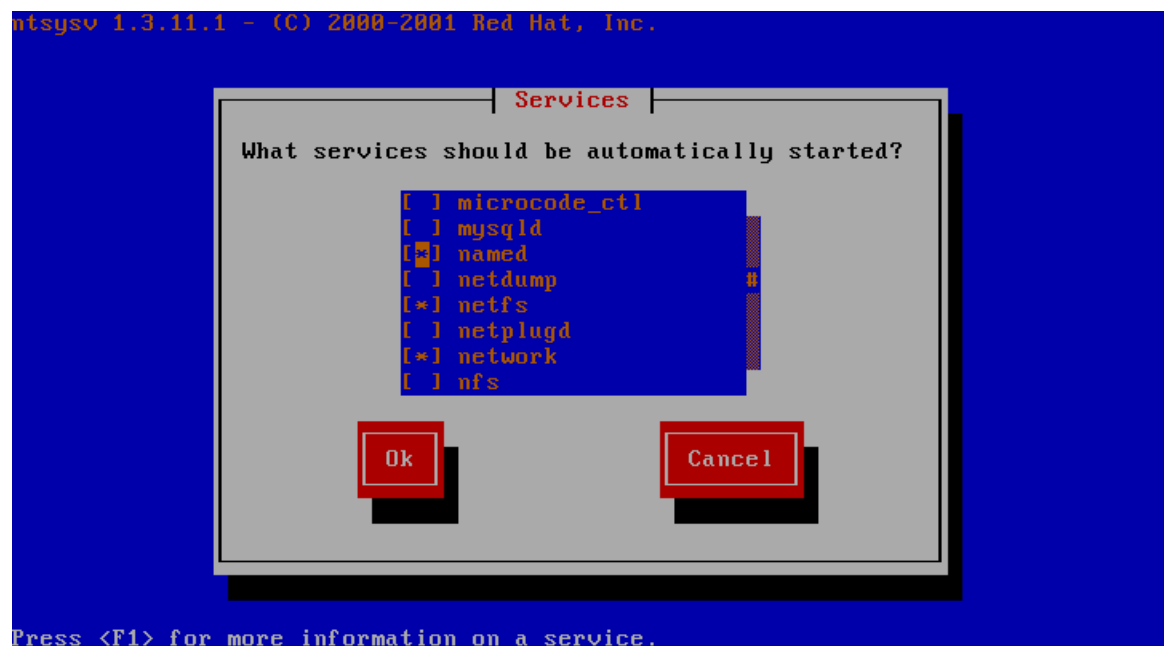 ntsysv 1.3.11.1 - (C) 2000-2001 Red Hat, Inc.
Services
What services should be automatically started?
[ ] microcode_ctl
[ ] mysqld
[*] named
[ ] netdump #
[*] netfs
[ ] netplugd
[*] network
[ ] nfs
Ok Cancel
Press <F1> for more information on a service.